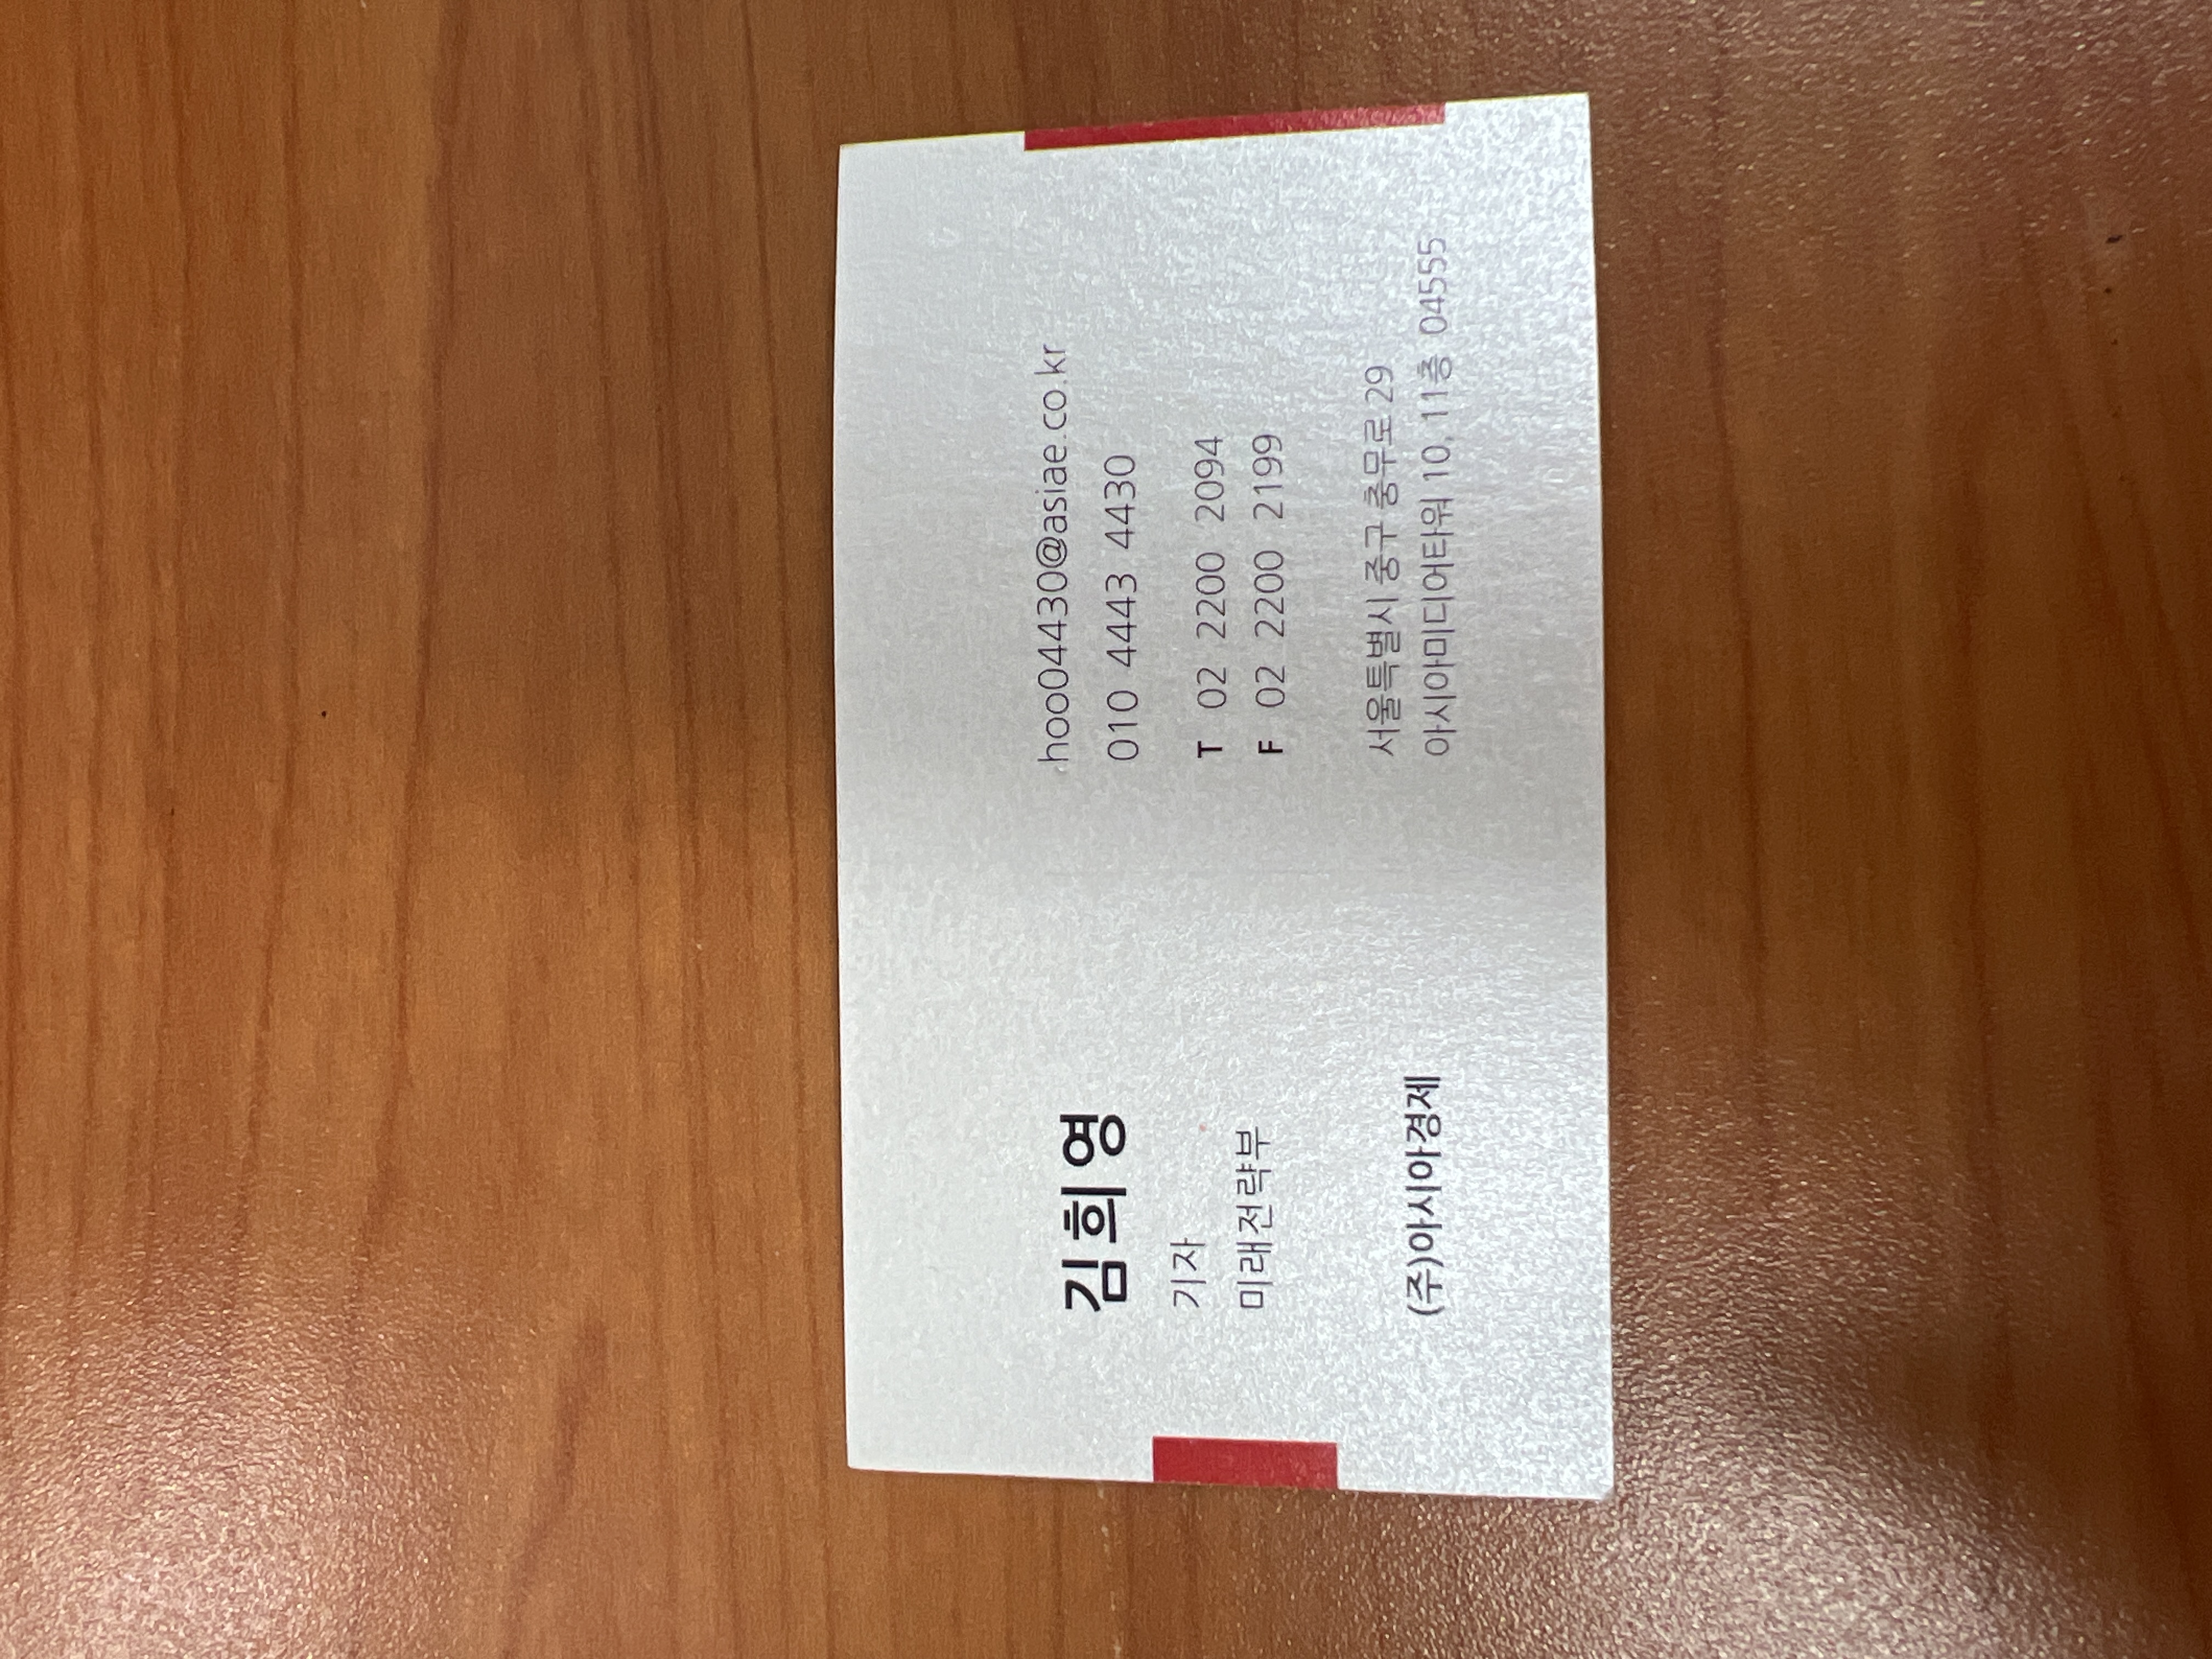 김희영
기자
미래전략부
(주)아시아경제
hoo04430@asiae.co.kr
010 4443 4430
T 02 2200 2094
F 02 2200 2199
서울특별시 중구 충무로 29
아시아미디어타워 10, 11층 04555